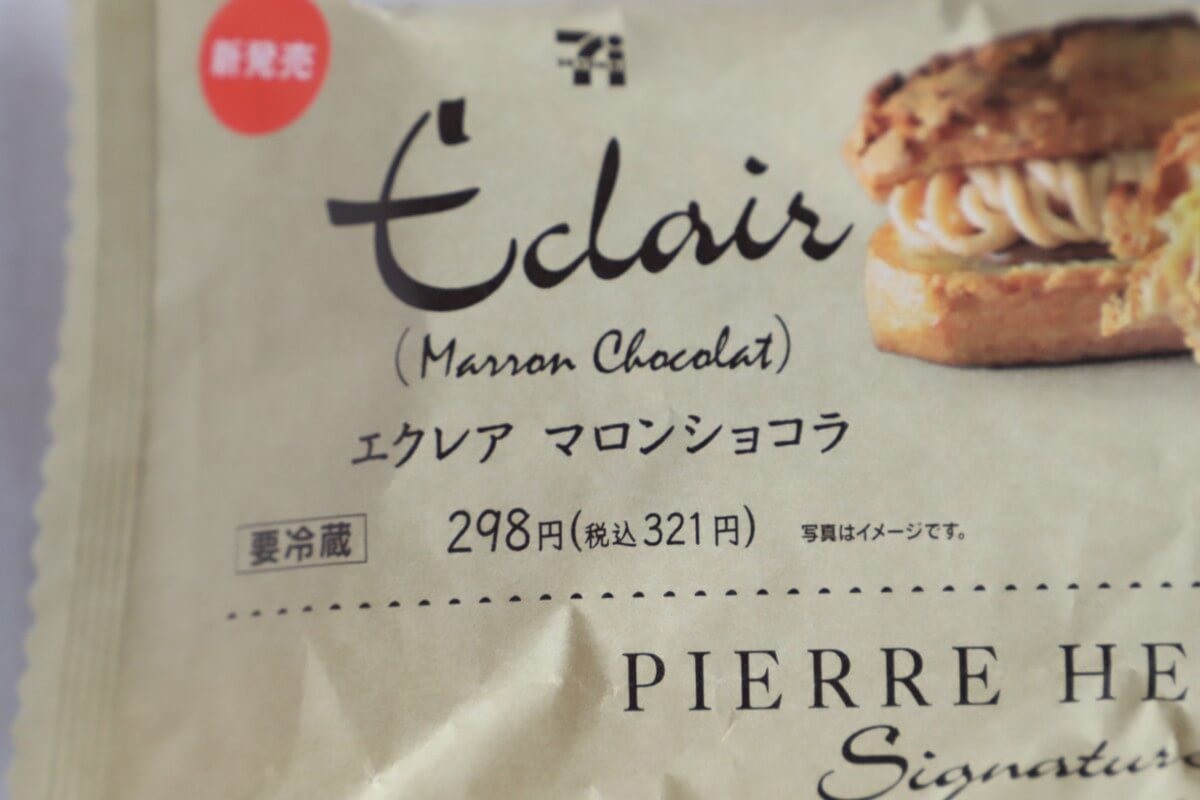 新発売
Eclair
(Marron Chocolat)
エクレア マロンショコラ
要冷蔵
298円(税込321円) 写真はイメージです。
PIERRE HE
Signature